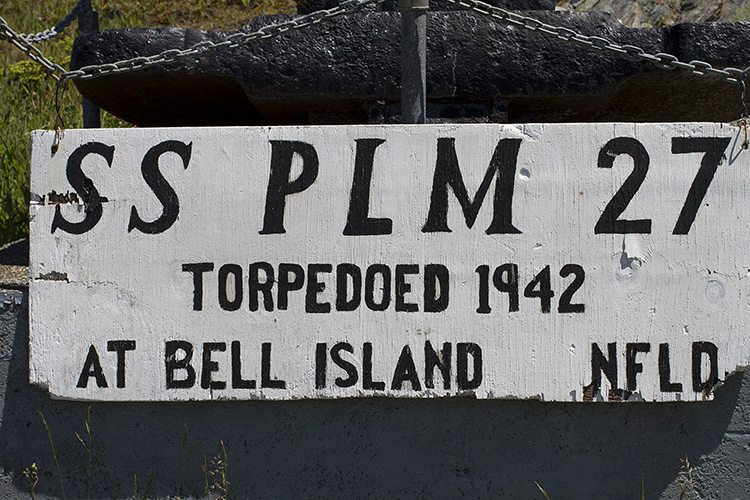 SS PLM 27
TORPEDOED 1942
AT BELL ISLAND NFLD